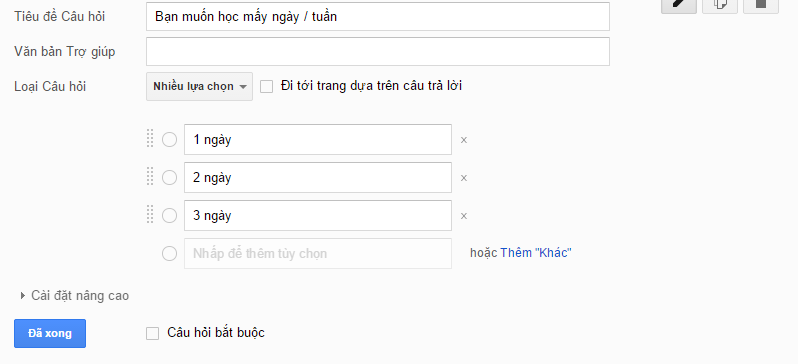 Tiêu đề Câu hỏi Bạn muốn học mấy ngày / tuần
Văn bản Trợ giúp
Loại Câu hỏi Nhiều lựa chọn Đi tới trang dựa trên câu trả lời
1 ngày x
2 ngày x
3 ngày x
Nhấp để thêm tùy chọn hoặc Thêm "Khác"
Cài đặt nâng cao
Đã xong Câu hỏi bắt buộc